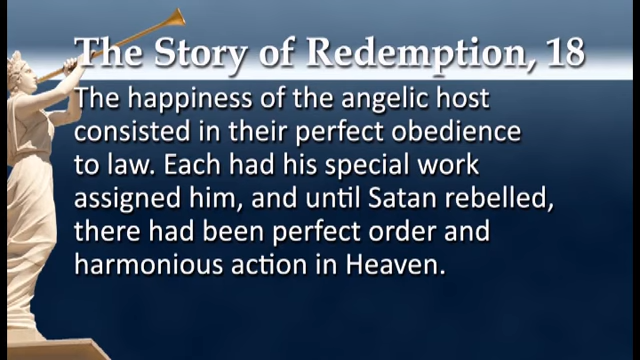 The Story of Redemption, 18
The happiness of the angelic host
consisted in their perfect obedience
to law. Each had his special work
assigned him, and until Satan rebelled,
there had been perfect order and
harmonious action in Heaven.